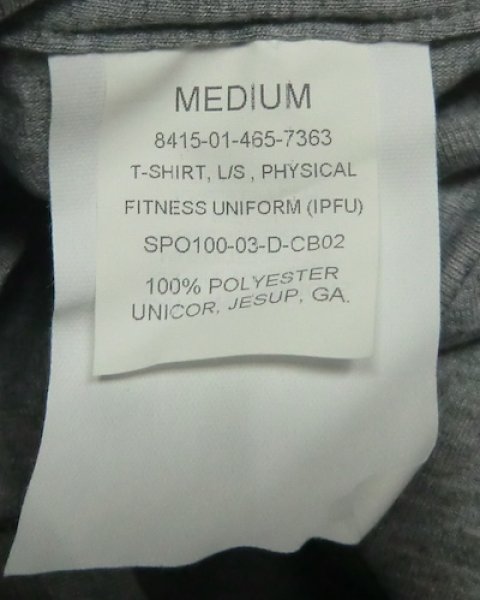 MEDIUM
8415-01-465-7363
T-SHIRT, L/S , PHYSICAL
FITNESS UNIFORM (IPFU)
SPO100-03-D-CB02
100% POLYESTER
UNICOR, JESUP, GA.